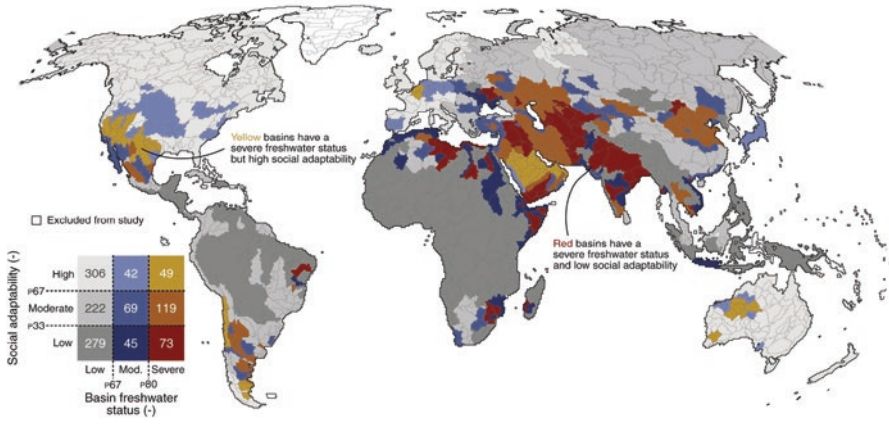 Yellow basins have a
severe freshwater status
but high social adaptability
Excluded from study
Red basins have a
severe freshwater status
and low social adaptability
Social adaptability (-)
High 306 42 49
P67
Moderate 222 69 119
P33
Low 279 45 73
Low Mod. Severe
P67 P80
Basin freshwater
status (-)